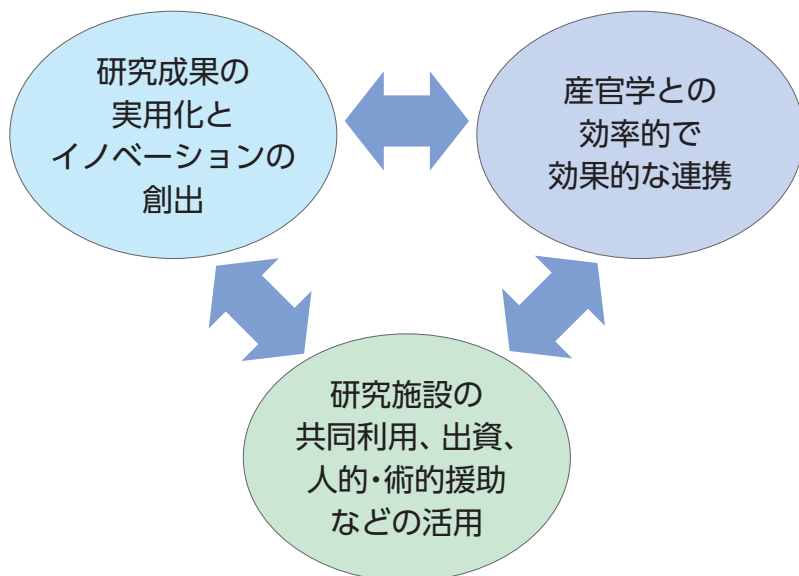 研究成果の
実用化と
イノベーションの
創出
産官学との
効率的で
効果的な連携
研究施設の
共同利用、出資、
人的・術的援助
などの活用